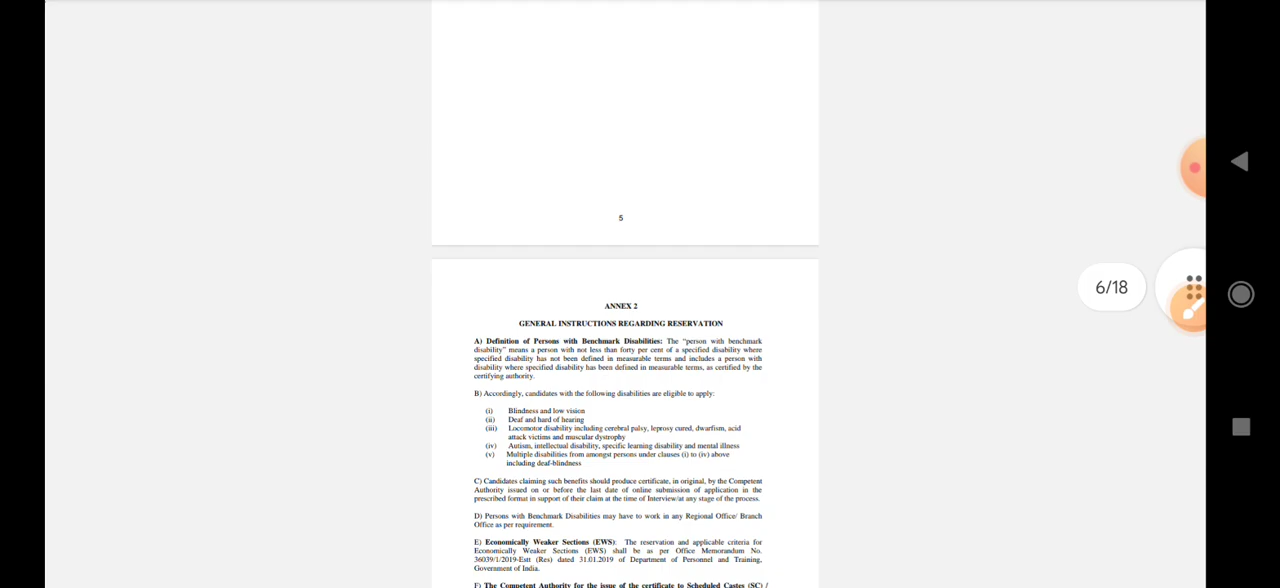 5
6/18
ANNEX 2
GENERAL INSTRUCTIONS REGARDING RESERVATION
A) Definition of Persons with Benchmark Disabilities: The "person with benchmark
disability" means a person with not less than forty per cent of a specified disability where
specified disability has not been defined in measurable terms and includes a person with
disability where specified disability has been defined in measurable terms, as certified by the
certifying authority.
B) Accordingly, candidates with the following disabilities are eligible to apply:
(i) Blindness and low vision
(ii) Deaf and hard of hearing
(iii) Locomotor disability including cerebral palsy, leprosy cured, dwarfism, acid
attack victims and muscular dystrophy
(iv) Autism, intellectual disability, specific learning disability and mental illness
(v) Multiple disabilities from amongst persons under clauses (i) to (iv) above
including deaf-blindness
C) Candidates claiming such benefits should produce certificate, in original, by the Competent
Authority issued on or before the last date of online submission of application in the
prescribed format in support of their claim at the time of Interview/at any stage of the process.
D) Persons with Benchmark Disabilities may have to work in any Regional Office/ Branch
Office as per requirement.
E) Economically Weaker Sections (EWS): The reservation and applicable criteria for
Economically Weaker Sections (EWS) shall be as per Office Memorandum No.
36039/1/2019-Estt (Res) dated 31.01.2019 of Department of Personnel and Training,
Government of India.
F) The Competent Authority for the issue of the certificate to Scheduled Castes (SC) /